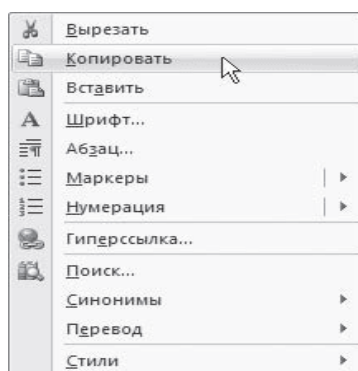 Вырезать
Копировать
Вставить
Шрифт...
Абзац...
Маркеры
Нумерация
Гиперссылка...
Поиск...
Синонимы
Перевод
Стили